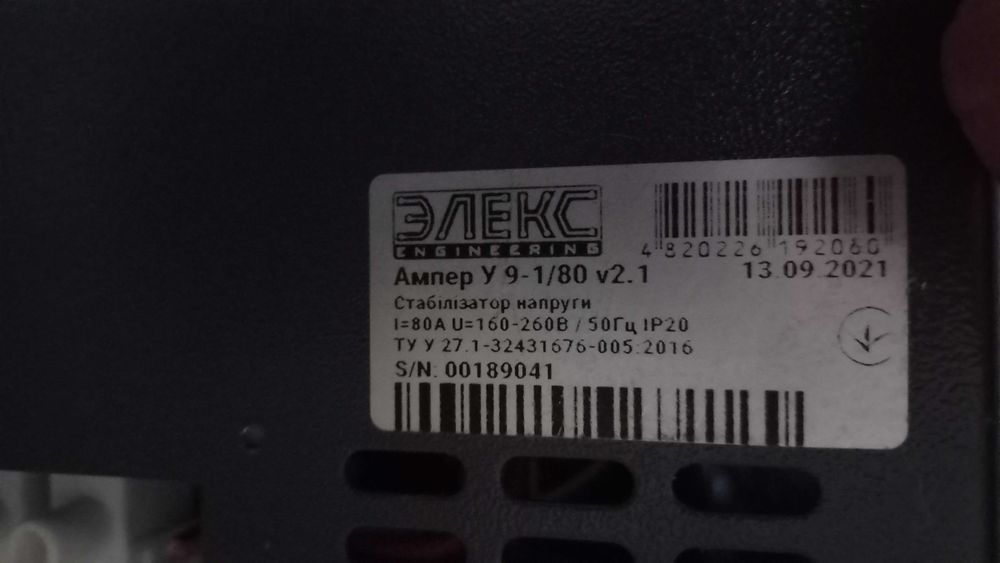 ЭЛЕКС
ENGINEERING
4 820226 192060
Ампер У 9-1/80 v2.1
13.09.2021
Стабілізатор напруги
I=80A U=160-260В / 50Гц IP20
ТУ У 27.1-32431676-005:2016
S/N: 00189041